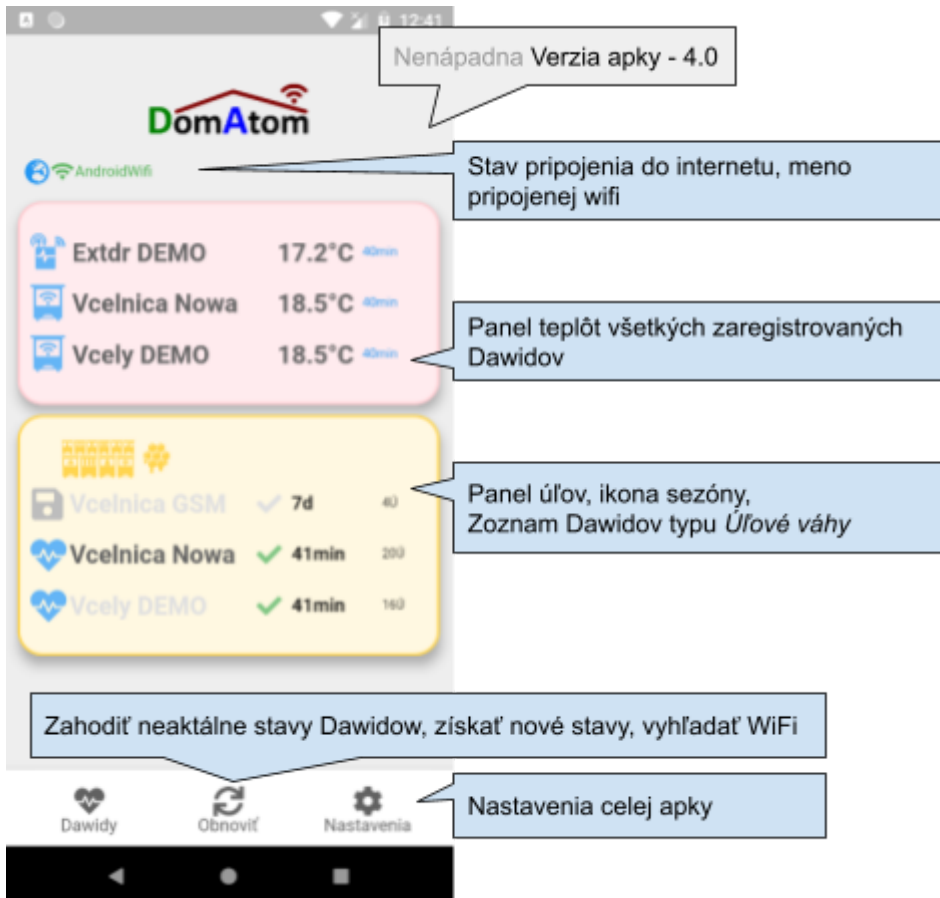 12:41
Nenápadna Verzia apky - 4.0
DomAtom
AndroidWifi
Stav pripojenia do internetu, meno
pripojenej wifi
Extdr DEMO 17.2°C 40min
Vcelnica Nowa 18.5°C 40min
Vcely DEMO 18.5°C 40min
Panel teplôt všetkých zaregistrovaných
Dawidov
Panel úľov, ikona sezóny,
Zoznam Dawidov typu Úľové váhy
Vcelnica GSM 7d 4Ú
Vcelnica Nowa 41min 20Ú
Vcely DEMO 41min 16Ú
Zahodiť neaktálne stavy Dawidow, získať nové stavy, vyhľadať WiFi
Nastavenia celej apky
Dawidy Obnoviť Nastavenia